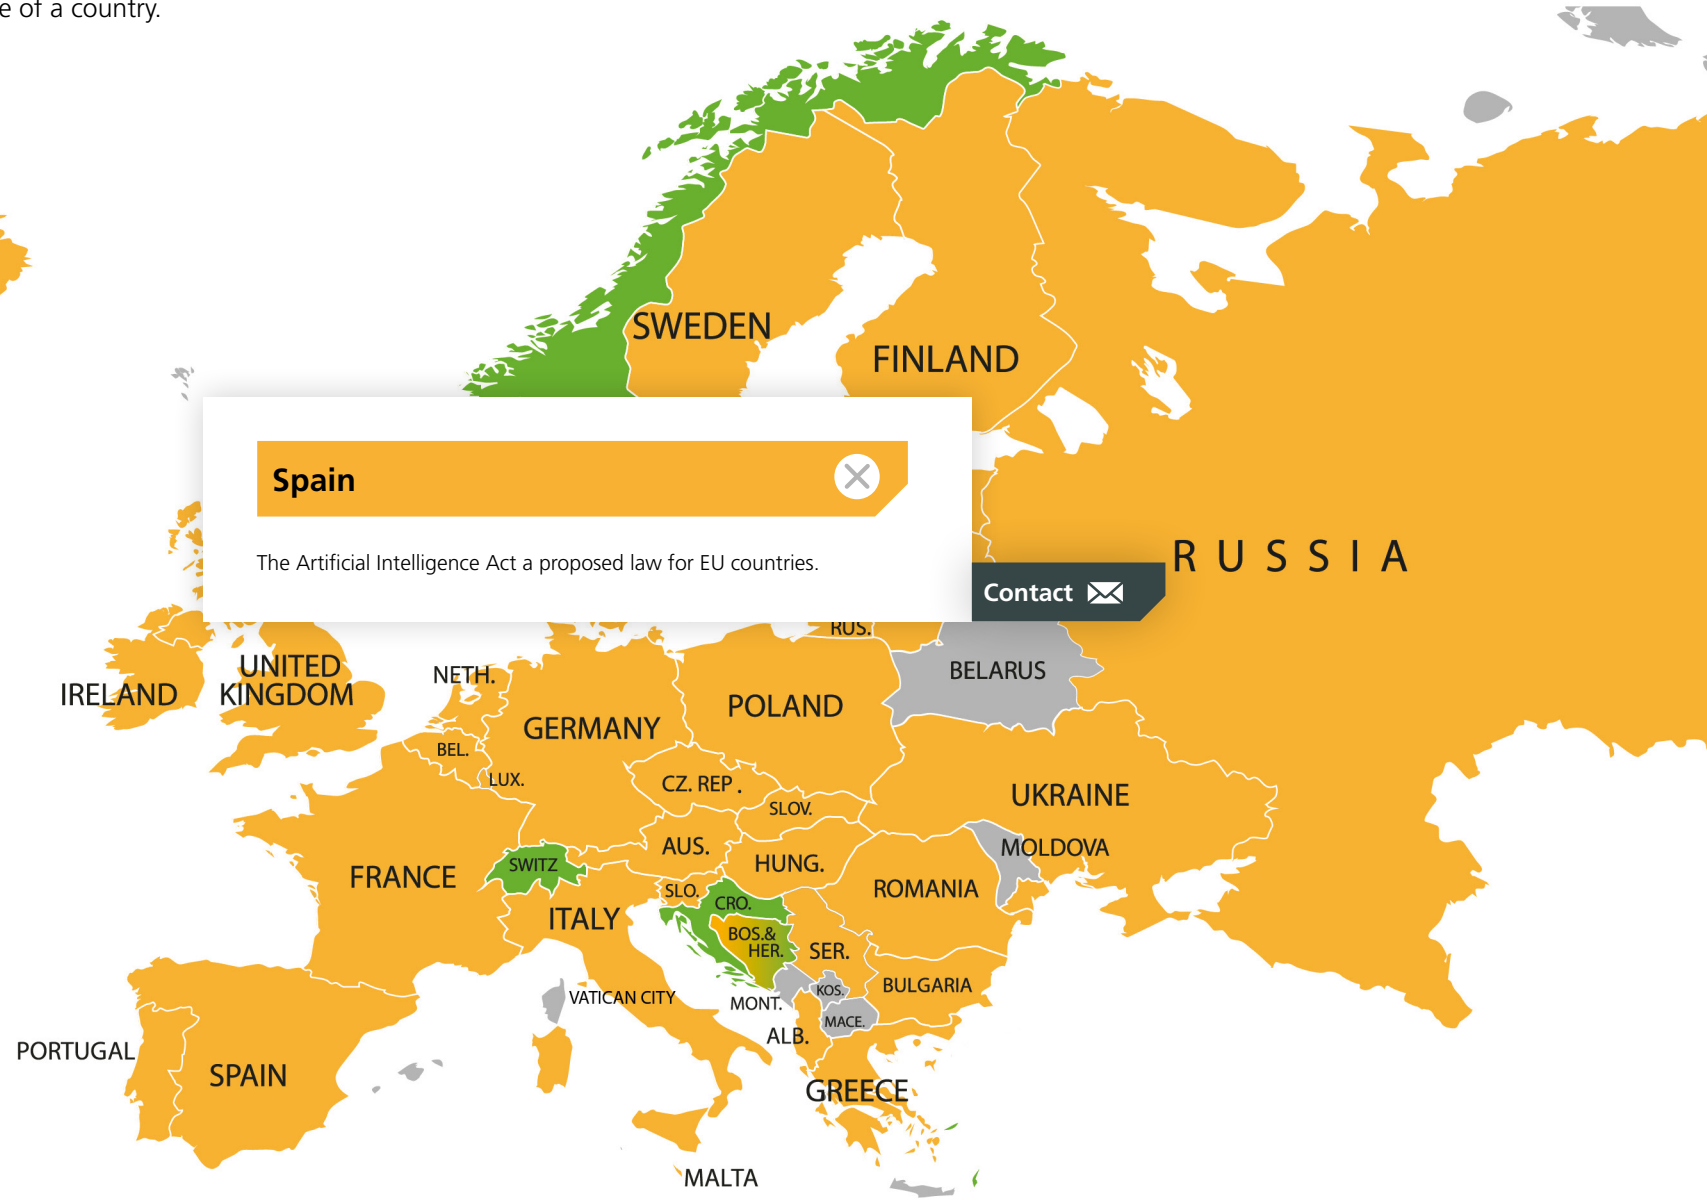 e of a country.
SWEDEN
FINLAND
Spain
The Artificial Intelligence Act a proposed law for EU countries.
Contact
R U S S I A
RUS.
BELARUS
UNITED
KINGDOM
IRELAND
NETH.
POLAND
GERMANY
BEL.
LUX.
CZ. REP .
SLOV.
UKRAINE
AUS.
HUNG.
MOLDOVA
SWITZ
FRANCE
ROMANIA
SLO.
CRO.
ITALY
BOS.&
HER.
SER.
BULGARIA
KOS.
VATICAN CITY
MONT.
MACE.
ALB.
PORTUGAL
SPAIN
GREECE
MALTA